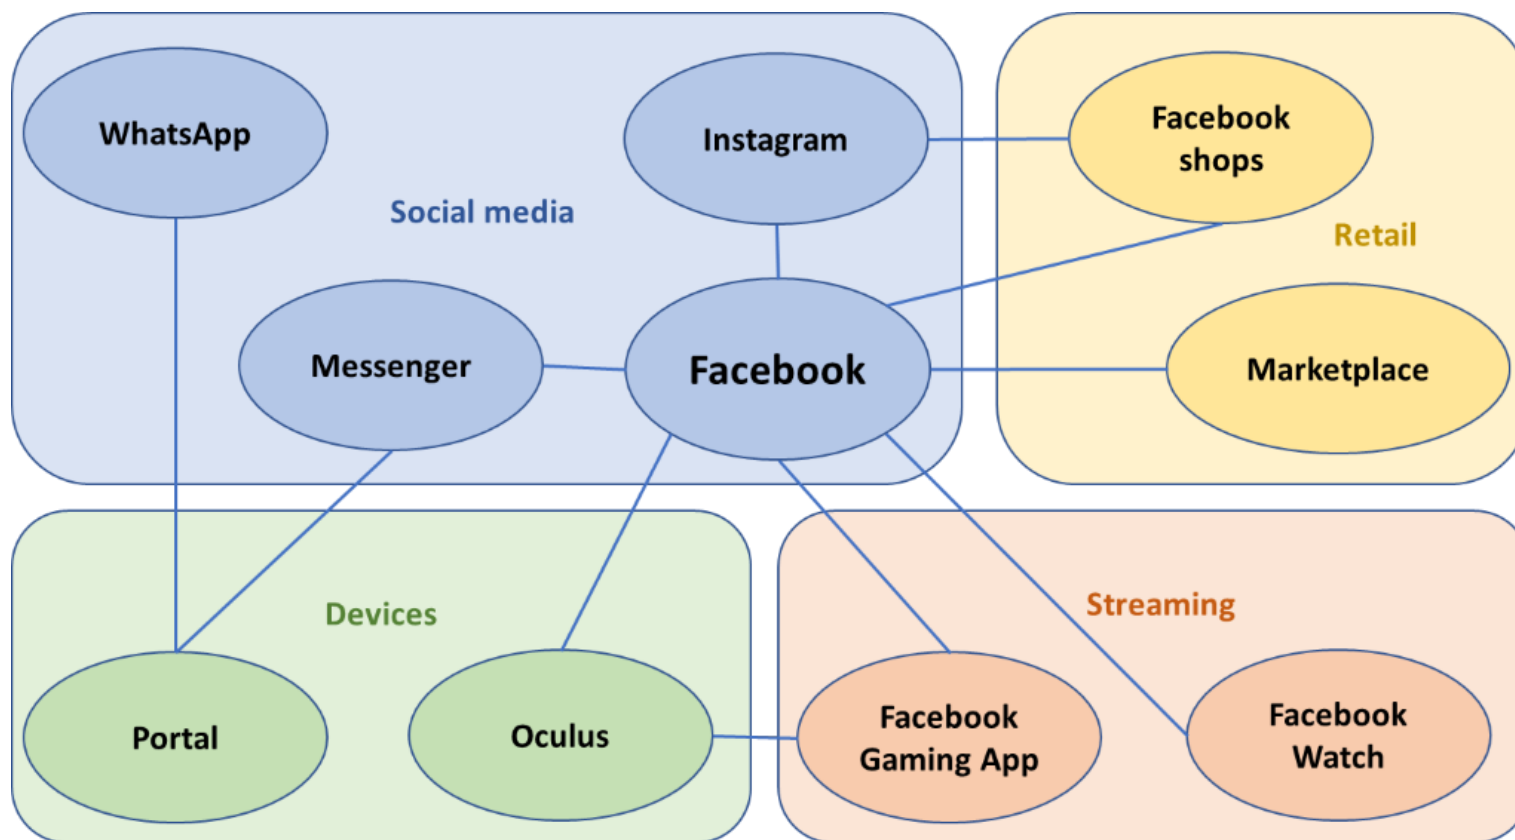 WhatsApp
Instagram
Facebook
shops
Social media
Retail
Messenger
Facebook
Marketplace
Devices
Streaming
Portal
Oculus
Facebook
Gaming App
Facebook
Watch